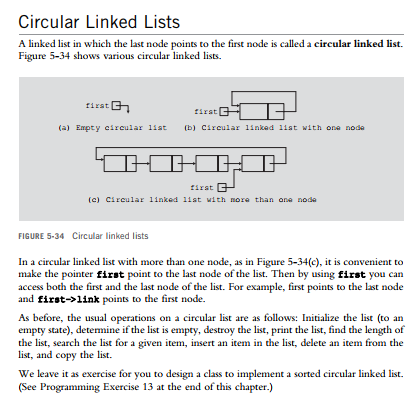 Circular Linked Lists
A linked list in which the last node points to the first node is called a circular linked list.
Figure 5-34 shows various circular linked lists.
first
first
(a) Empty circular list
(b) Circular linked list with one node
first
(c) Circular linked list with more than one node
FIGURE 5-34 Circular linked lists
In a circular linked list with more than one node, as in Figure 5-34(c), it is convenient to
make the pointer first point to the last node of the list. Then by using first you can
access both the first and the last node of the list. For example, first points to the last node
and first->link points to the first node.
As before, the usual operations on a circular list are as follows: Initialize the list (to an
empty state), determine if the list is empty, destroy the list, print the list, find the length of
the list, search the list for a given item, insert an item in the list, delete an item from the
list, and copy the list.
We leave it as exercise for you to design a class to implement a sorted circular linked list.
(See Programming Exercise 13 at the end of this chapter.)